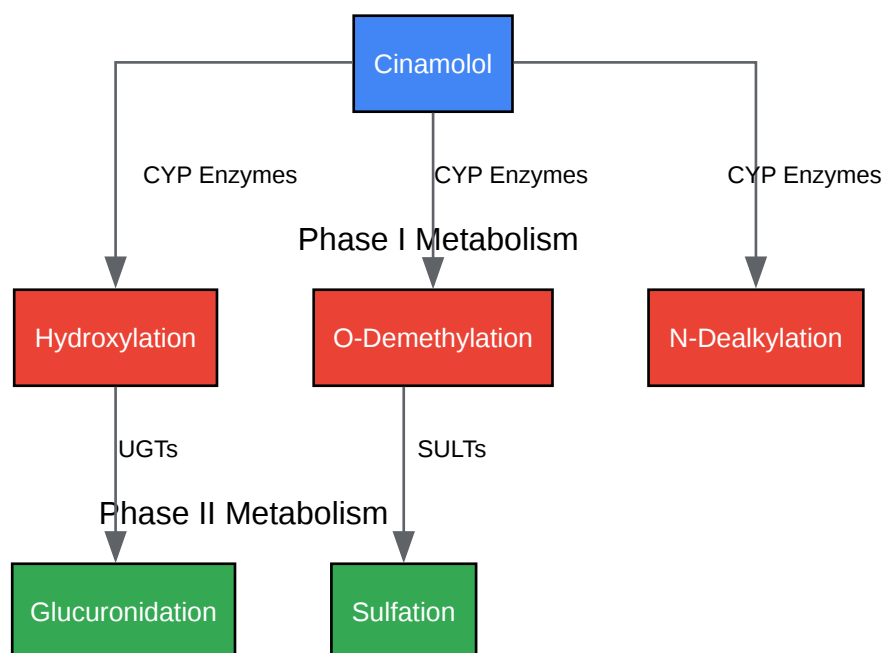 Cinamolol
CYP Enzymes
CYP Enzymes
CYP Enzymes
Phase I Metabolism
Hydroxylation
O-Demethylation
N-Dealkylation
UGTs
SULTs
Phase II Metabolism
Glucuronidation
Sulfation